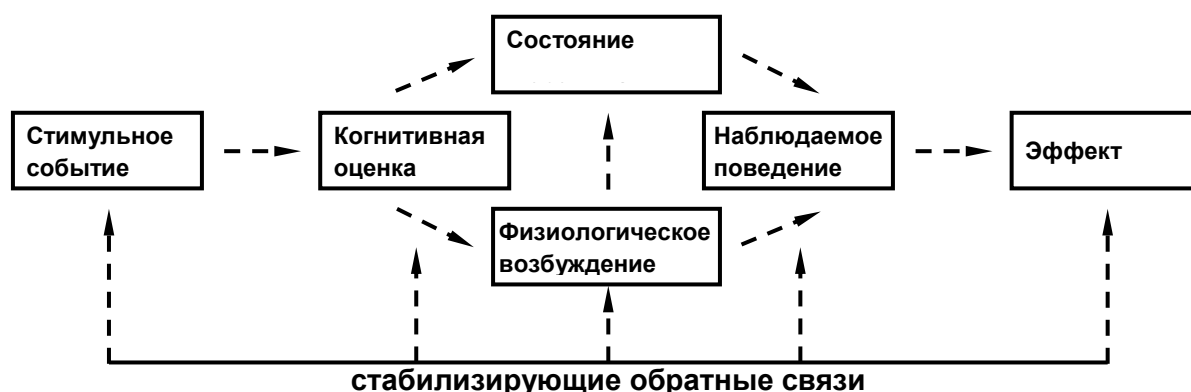 Состояние
Стимульное
событие
Когнитивная
оценка
Наблюдаемое
поведение
Эффект
Физиологическое
возбуждение
стабилизирующие обратные связи